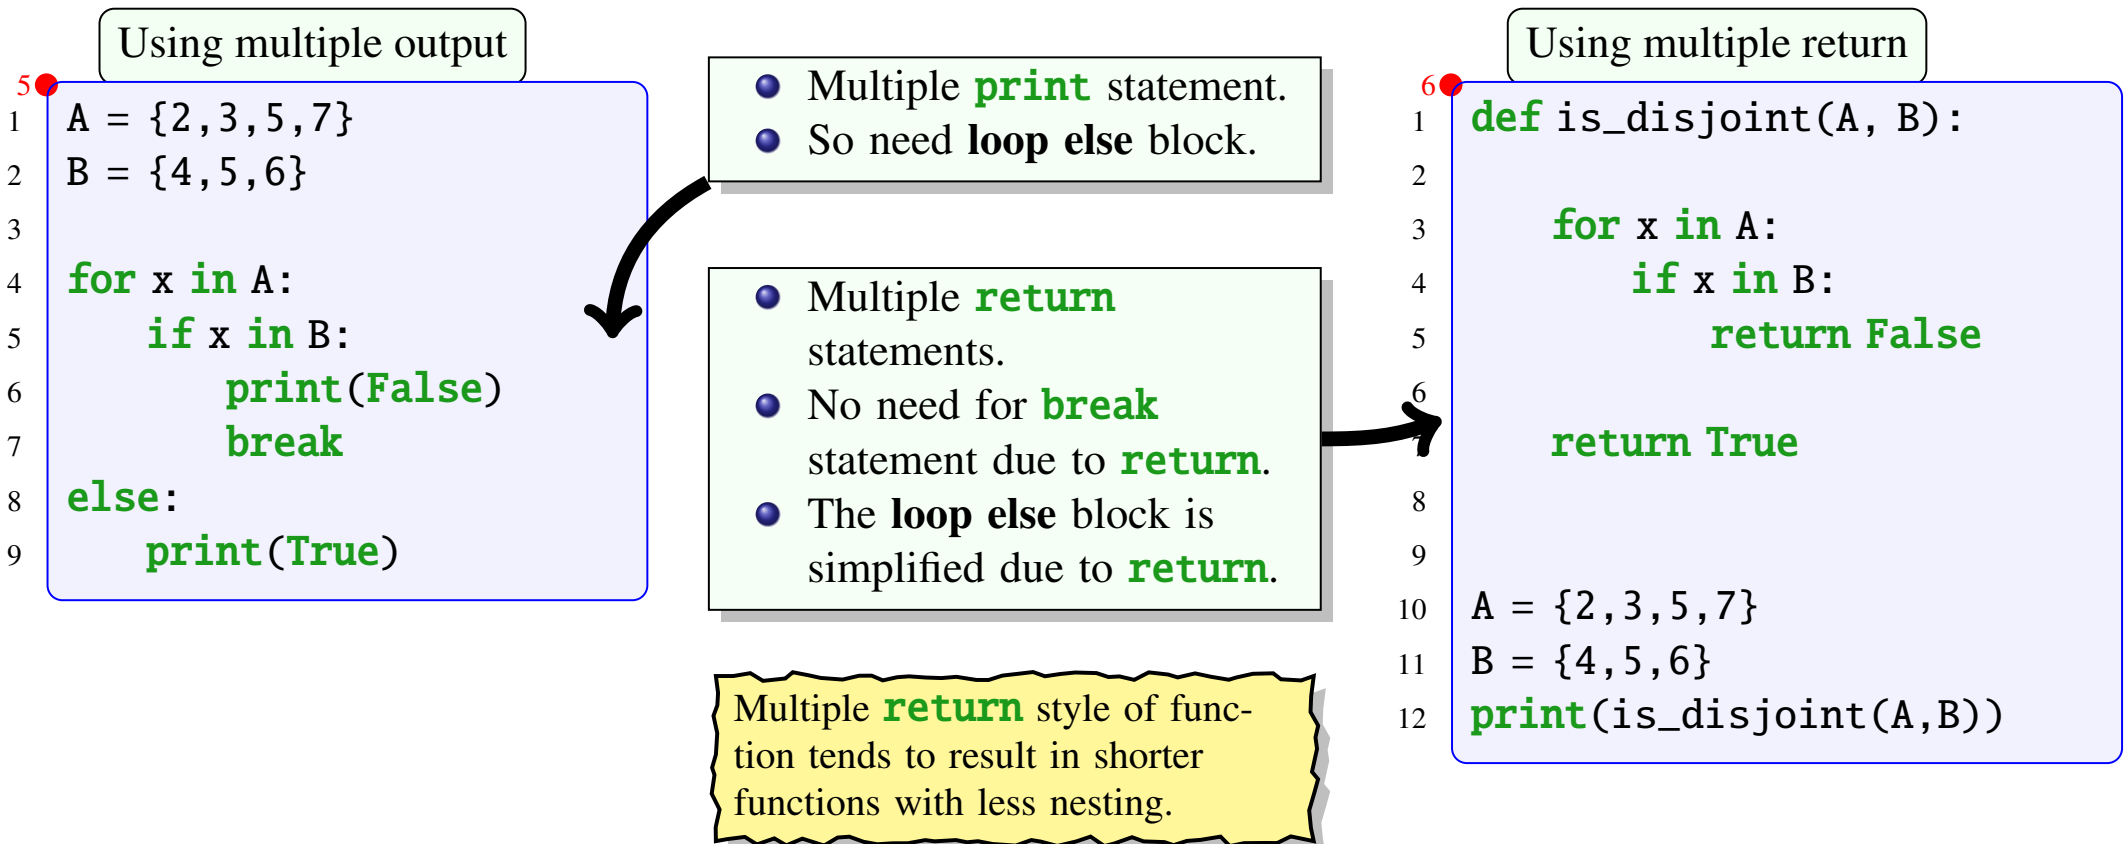 Using multiple output
5
1 A = {2,3,5,7}
2 B = {4,5,6}
3
4 for x in A:
5 if x in B:
6 print(False)
7 break
8 else:
9 print(True)
Multiple print statement.
So need loop else block.
Multiple return
statements.
No need for break
statement due to return.
The loop else block is
simplified due to return.
Multiple return style of func-
tion tends to result in shorter
functions with less nesting.
Using multiple return
6
1 def is_disjoint(A, B):
2
3 for x in A:
4 if x in B:
5 return False
6
return True
8
9
10 A = {2,3,5,7}
11 B = {4,5,6}
12 print(is_disjoint(A,B))